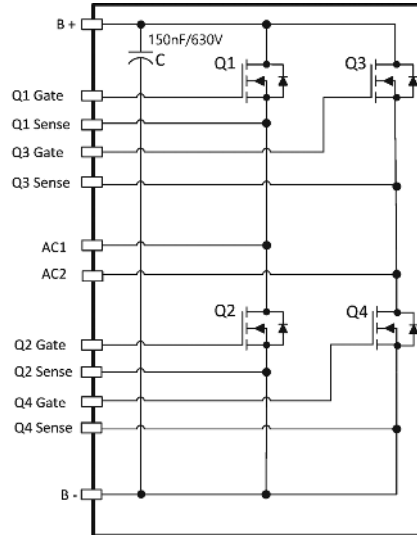 B +
150nF/630V
C
Q1
Q3
Q1 Gate
Q1 Sense
Q3 Gate
Q3 Sense
AC1
AC2
Q2
Q4
Q2 Gate
Q2 Sense
Q4 Gate
Q4 Sense
B -